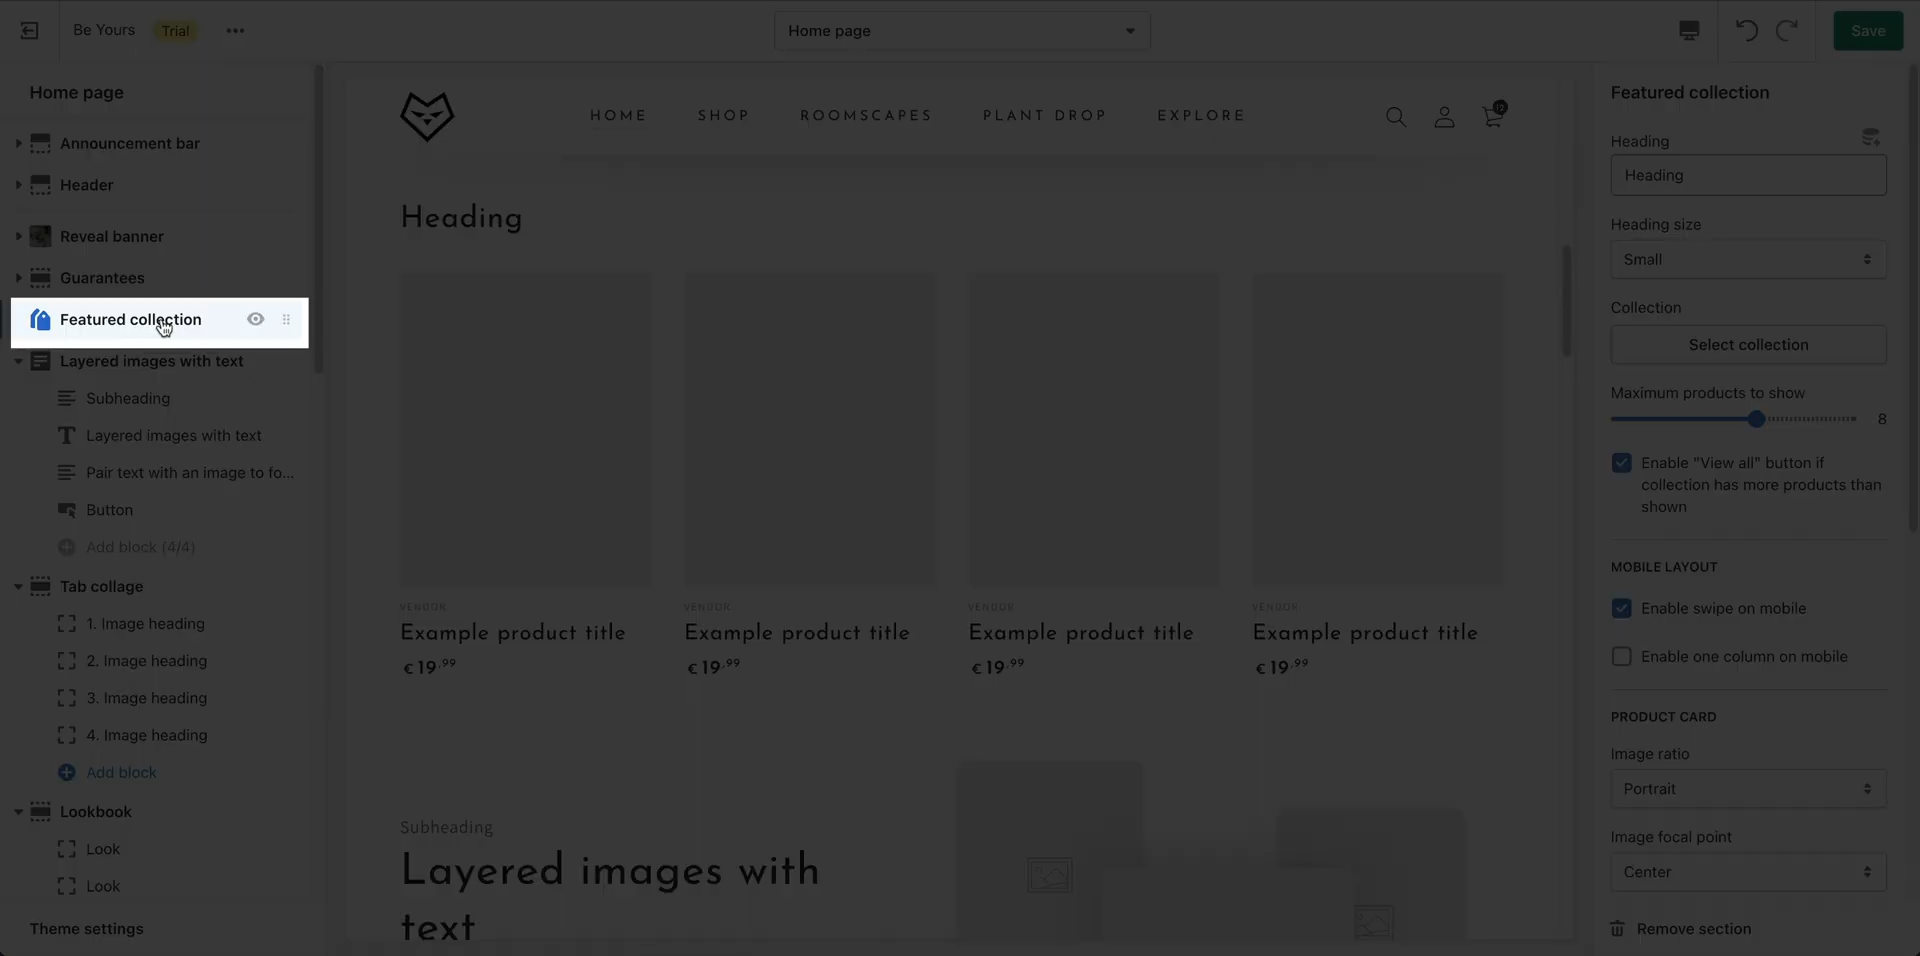 Be Yours
Trial
Home page
Save
Home page
Announcement bar
Header
Reveal banner
Guarantees
Featured collection
Layered images with text
Subheading
Layered images with text
Pair text with an image to fo...
Button
Add block (4/4)
Tab collage
1. Image heading
2. Image heading
3. Image heading
4. Image heading
Add block
Lookbook
Look
Look
Theme settings
HOME SHOP ROOMSCAPES PLANT DROP EXPLORE
Heading
VENDOR VENDOR VENDOR VENDOR
Example product title Example product title Example product title Example product title
€19,99 €19,99 €19,99 €19,99
Subheading
Layered images with
text
Featured collection
Heading
Heading
Heading size
Small
Collection
Select collection
Maximum products to show
8
Enable "View all" button if
collection has more products than
shown
MOBILE LAYOUT
Enable swipe on mobile
Enable one column on mobile
PRODUCT CARD
Image ratio
Portrait
Image focal point
Center
Remove section